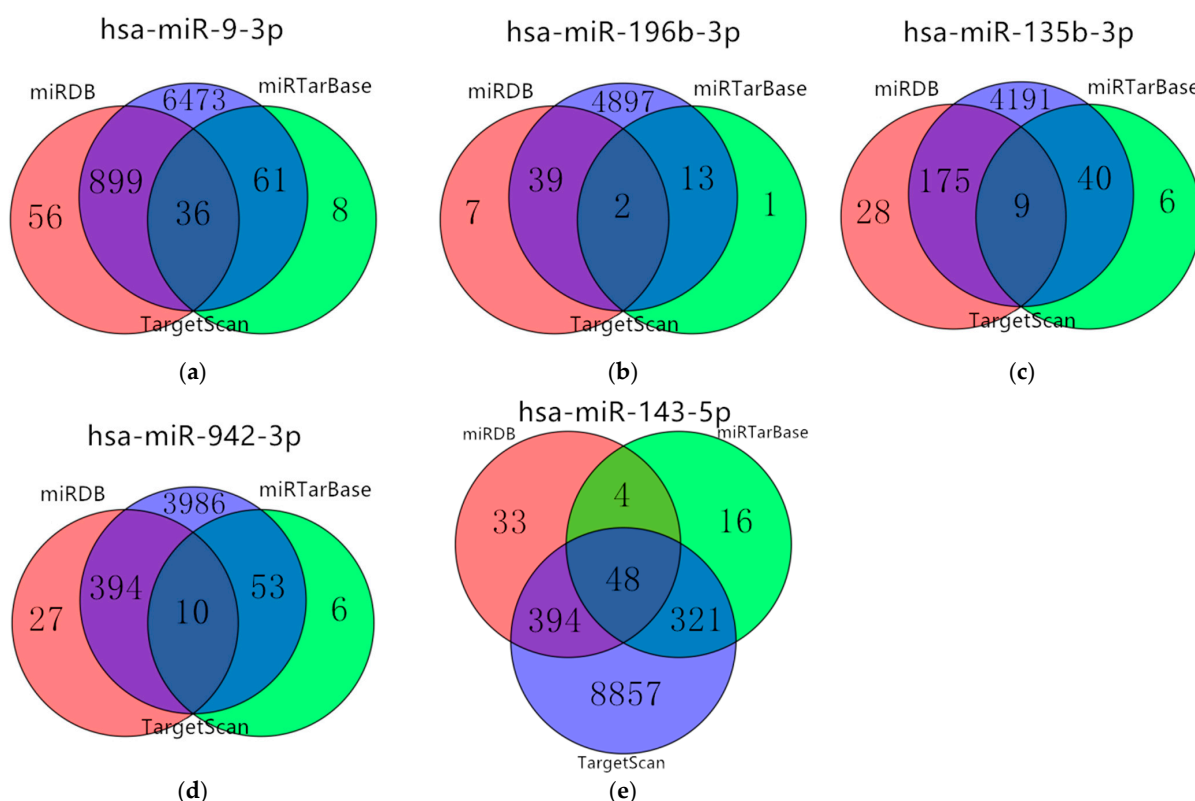 hsa-miR-9-3p
miRDB
6473
miRTarBase
899
61
56
36
8
TargetScan
(a)
hsa-miR-196b-3p
miRDB
4897
miRTarBase
39
13
7
2
1
TargetScan
(b)
hsa-miR-135b-3p
miRDB
4191
miRTarBase
175
40
28
9
6
TargetScan
(c)
hsa-miR-942-3p
miRDB
3986
miRTarBase
394
53
27
10
6
TargetScan
(d)
hsa-miR-143-5p
miRDB
miRTarBase
4
33
16
48
394
321
8857
TargetScan
(e)